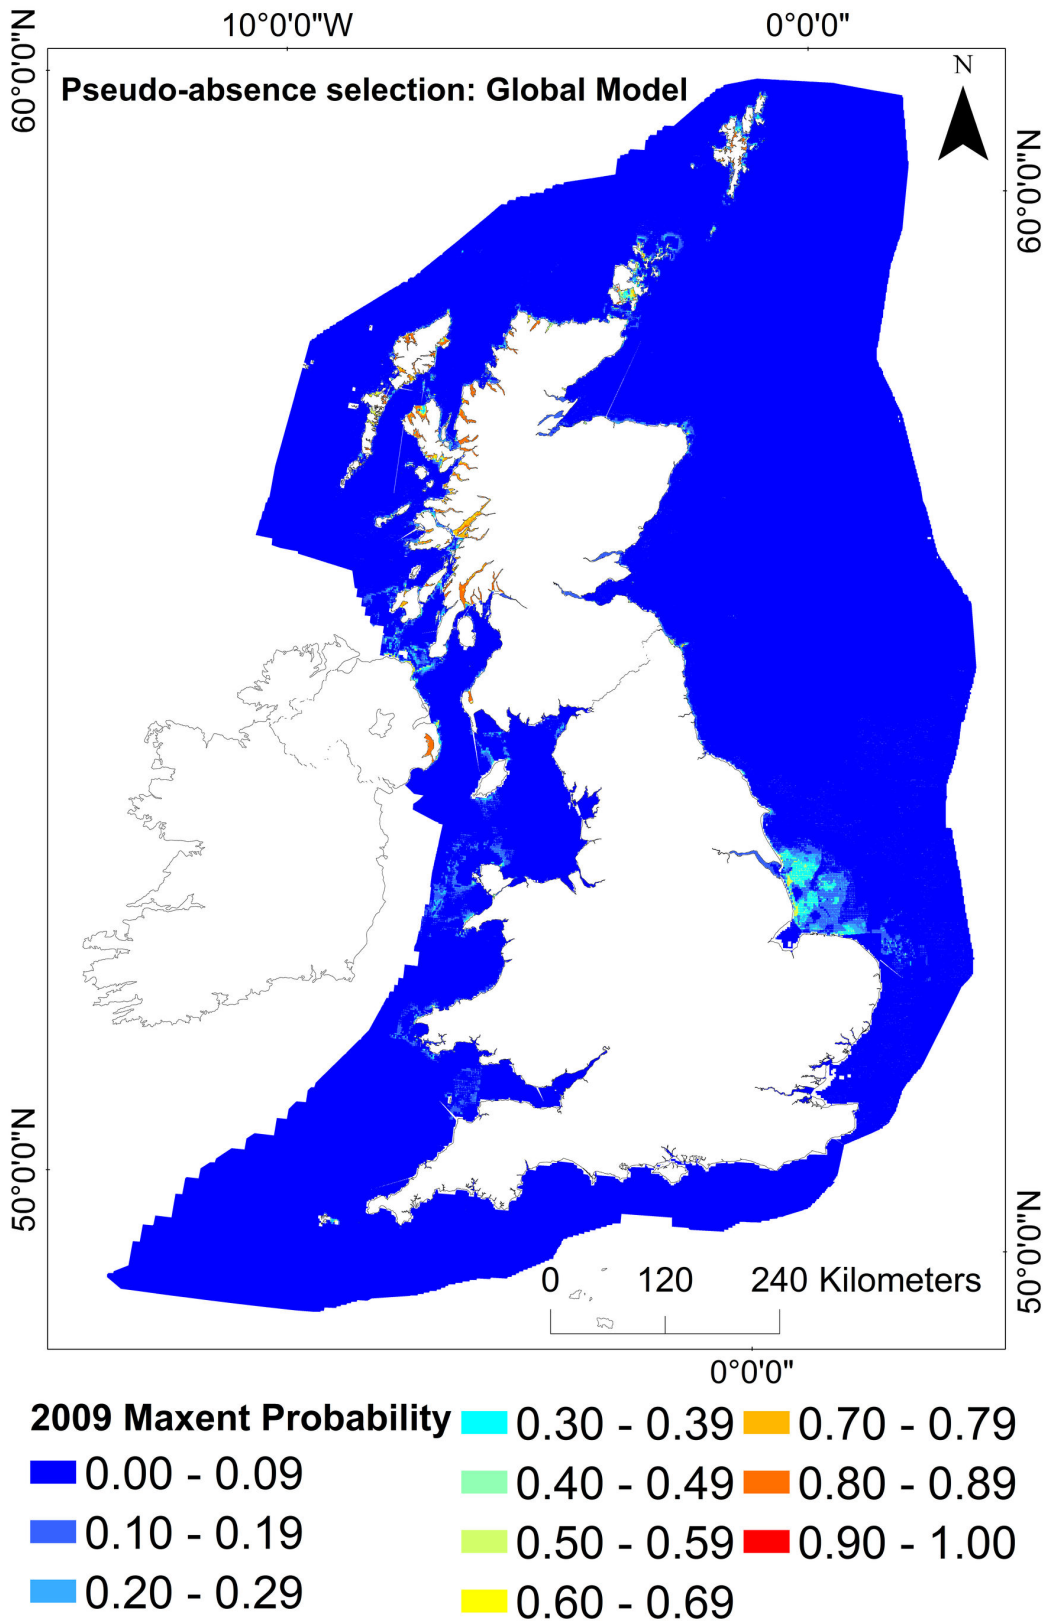 10°0'0"W 0°0'0"
60°0'0"N
Pseudo-absence selection: Global Model
N
60°0'0"N
50°0'0"N
50°0'0"N
0 120 240 Kilometers
0°0'0"
2009 Maxent Probability
0.00 - 0.09
0.10 - 0.19
0.20 - 0.29
0.30 - 0.39
0.40 - 0.49
0.50 - 0.59
0.60 - 0.69
0.70 - 0.79
0.80 - 0.89
0.90 - 1.00